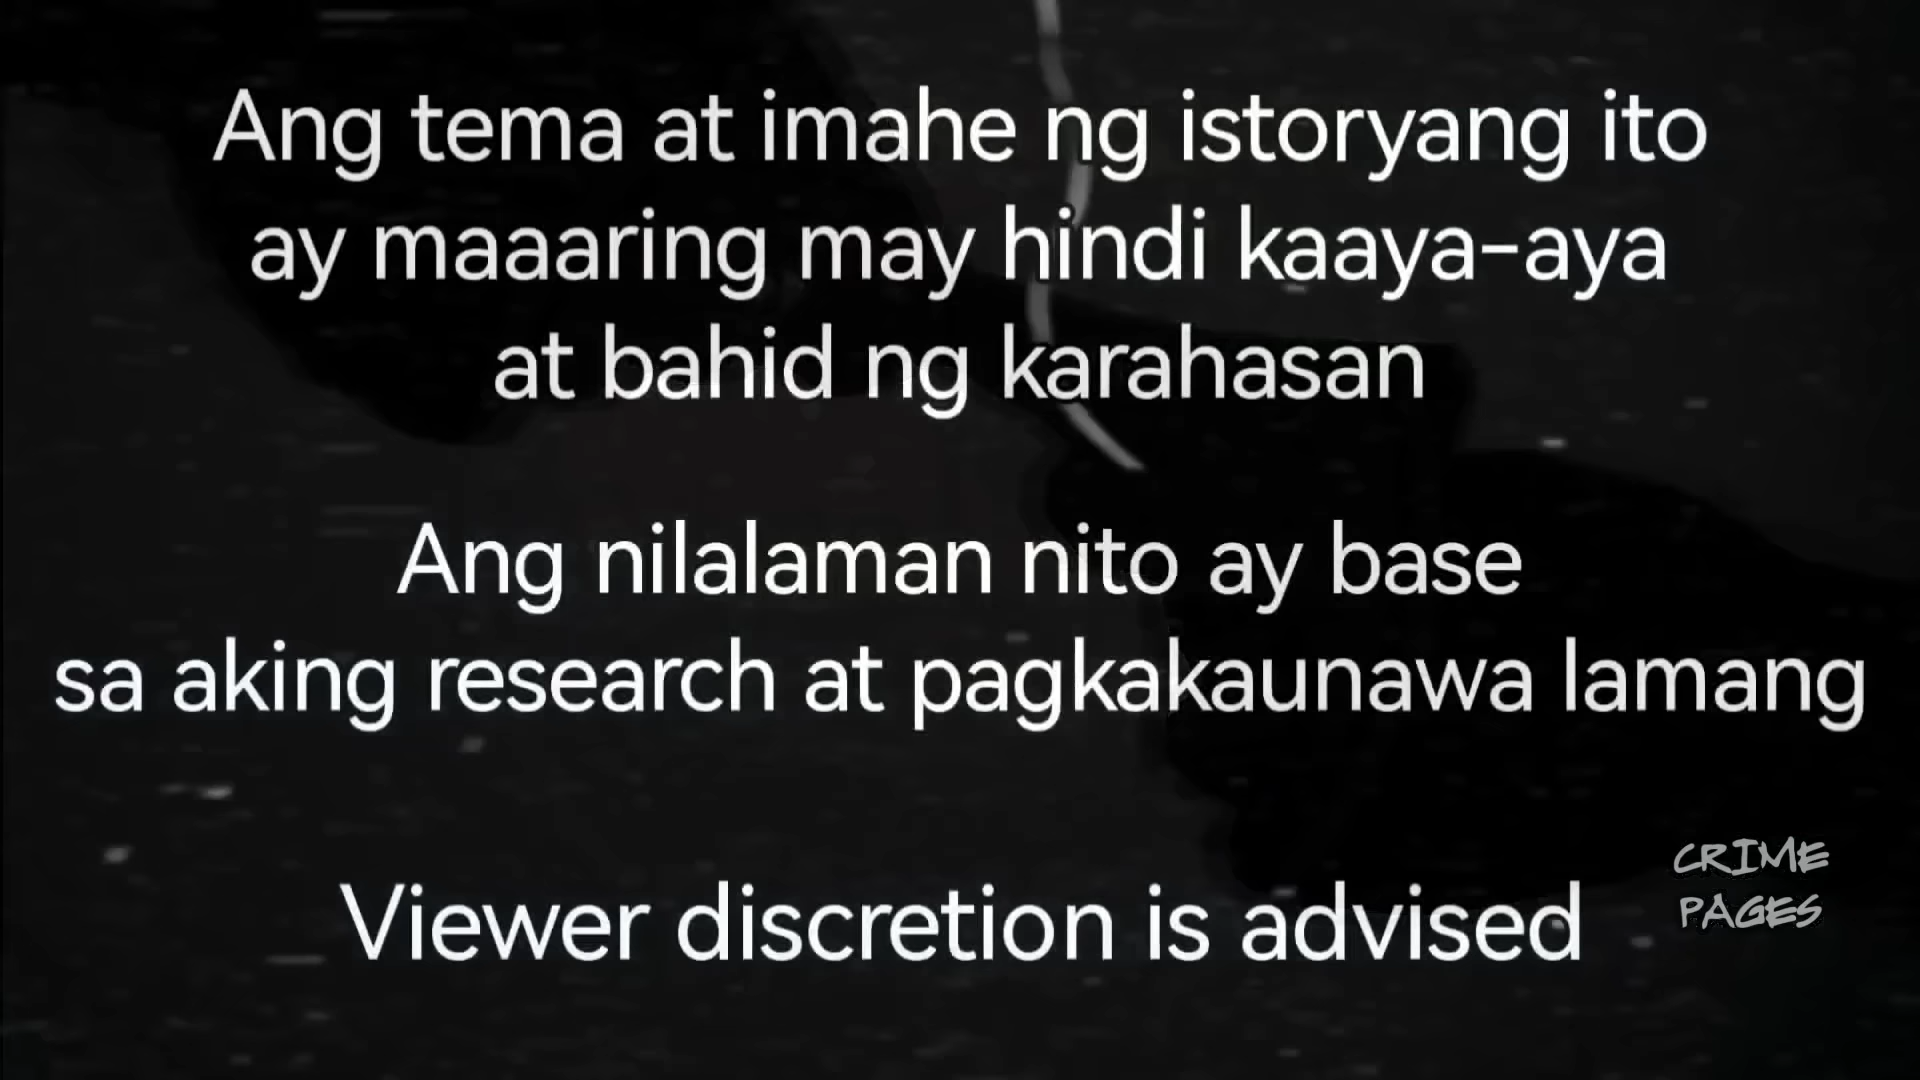 Ang tema at imahe ng istoryang ito
ay maaaring may hindi kaaya-aya
at bahid ng karahasan
Ang nilalaman nito ay base
sa aking research at pagkakaunawa lamang
Viewer discretion is advised
CRIME
PAGES